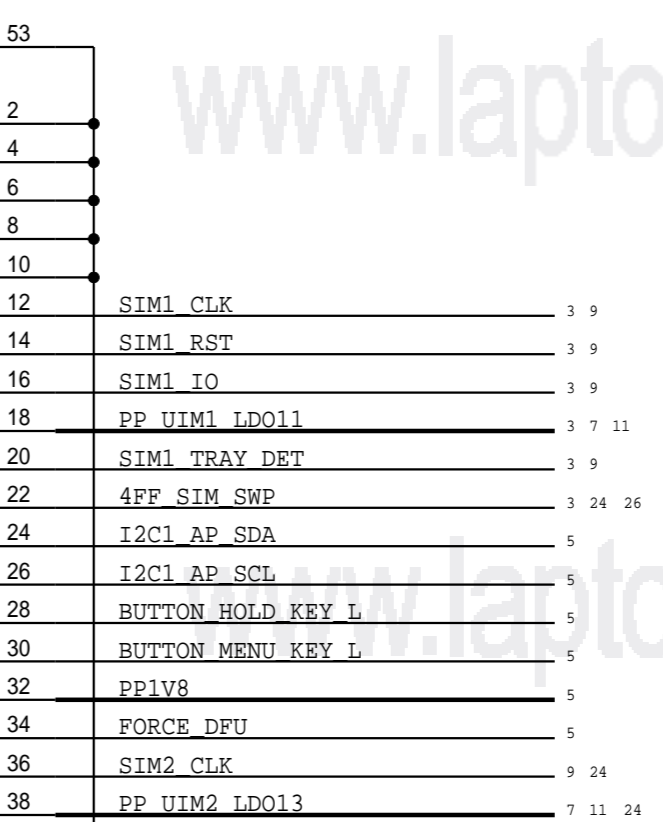 53
www.lapto
2
4
6
8
10
12 SIM1_CLK 3 9
14 SIM1_RST 3 9
16 SIM1_IO 3 9
18 PP_UIM1_LDO11 3 7 11
20 SIM1_TRAY_DET 3 9
22 4FF_SIM_SWP 3 24 26
24 I2C1_AP_SDA 5
26 I2C1_AP_SCL 5
www.lapto
28 BUTTON_HOLD_KEY_L 5
30 BUTTON_MENU_KEY_L 5
32 PP1V8 5
34 FORCE_DFU 5
36 SIM2_CLK 9 24
38 PP_UIM2_LDO13 7 11 24